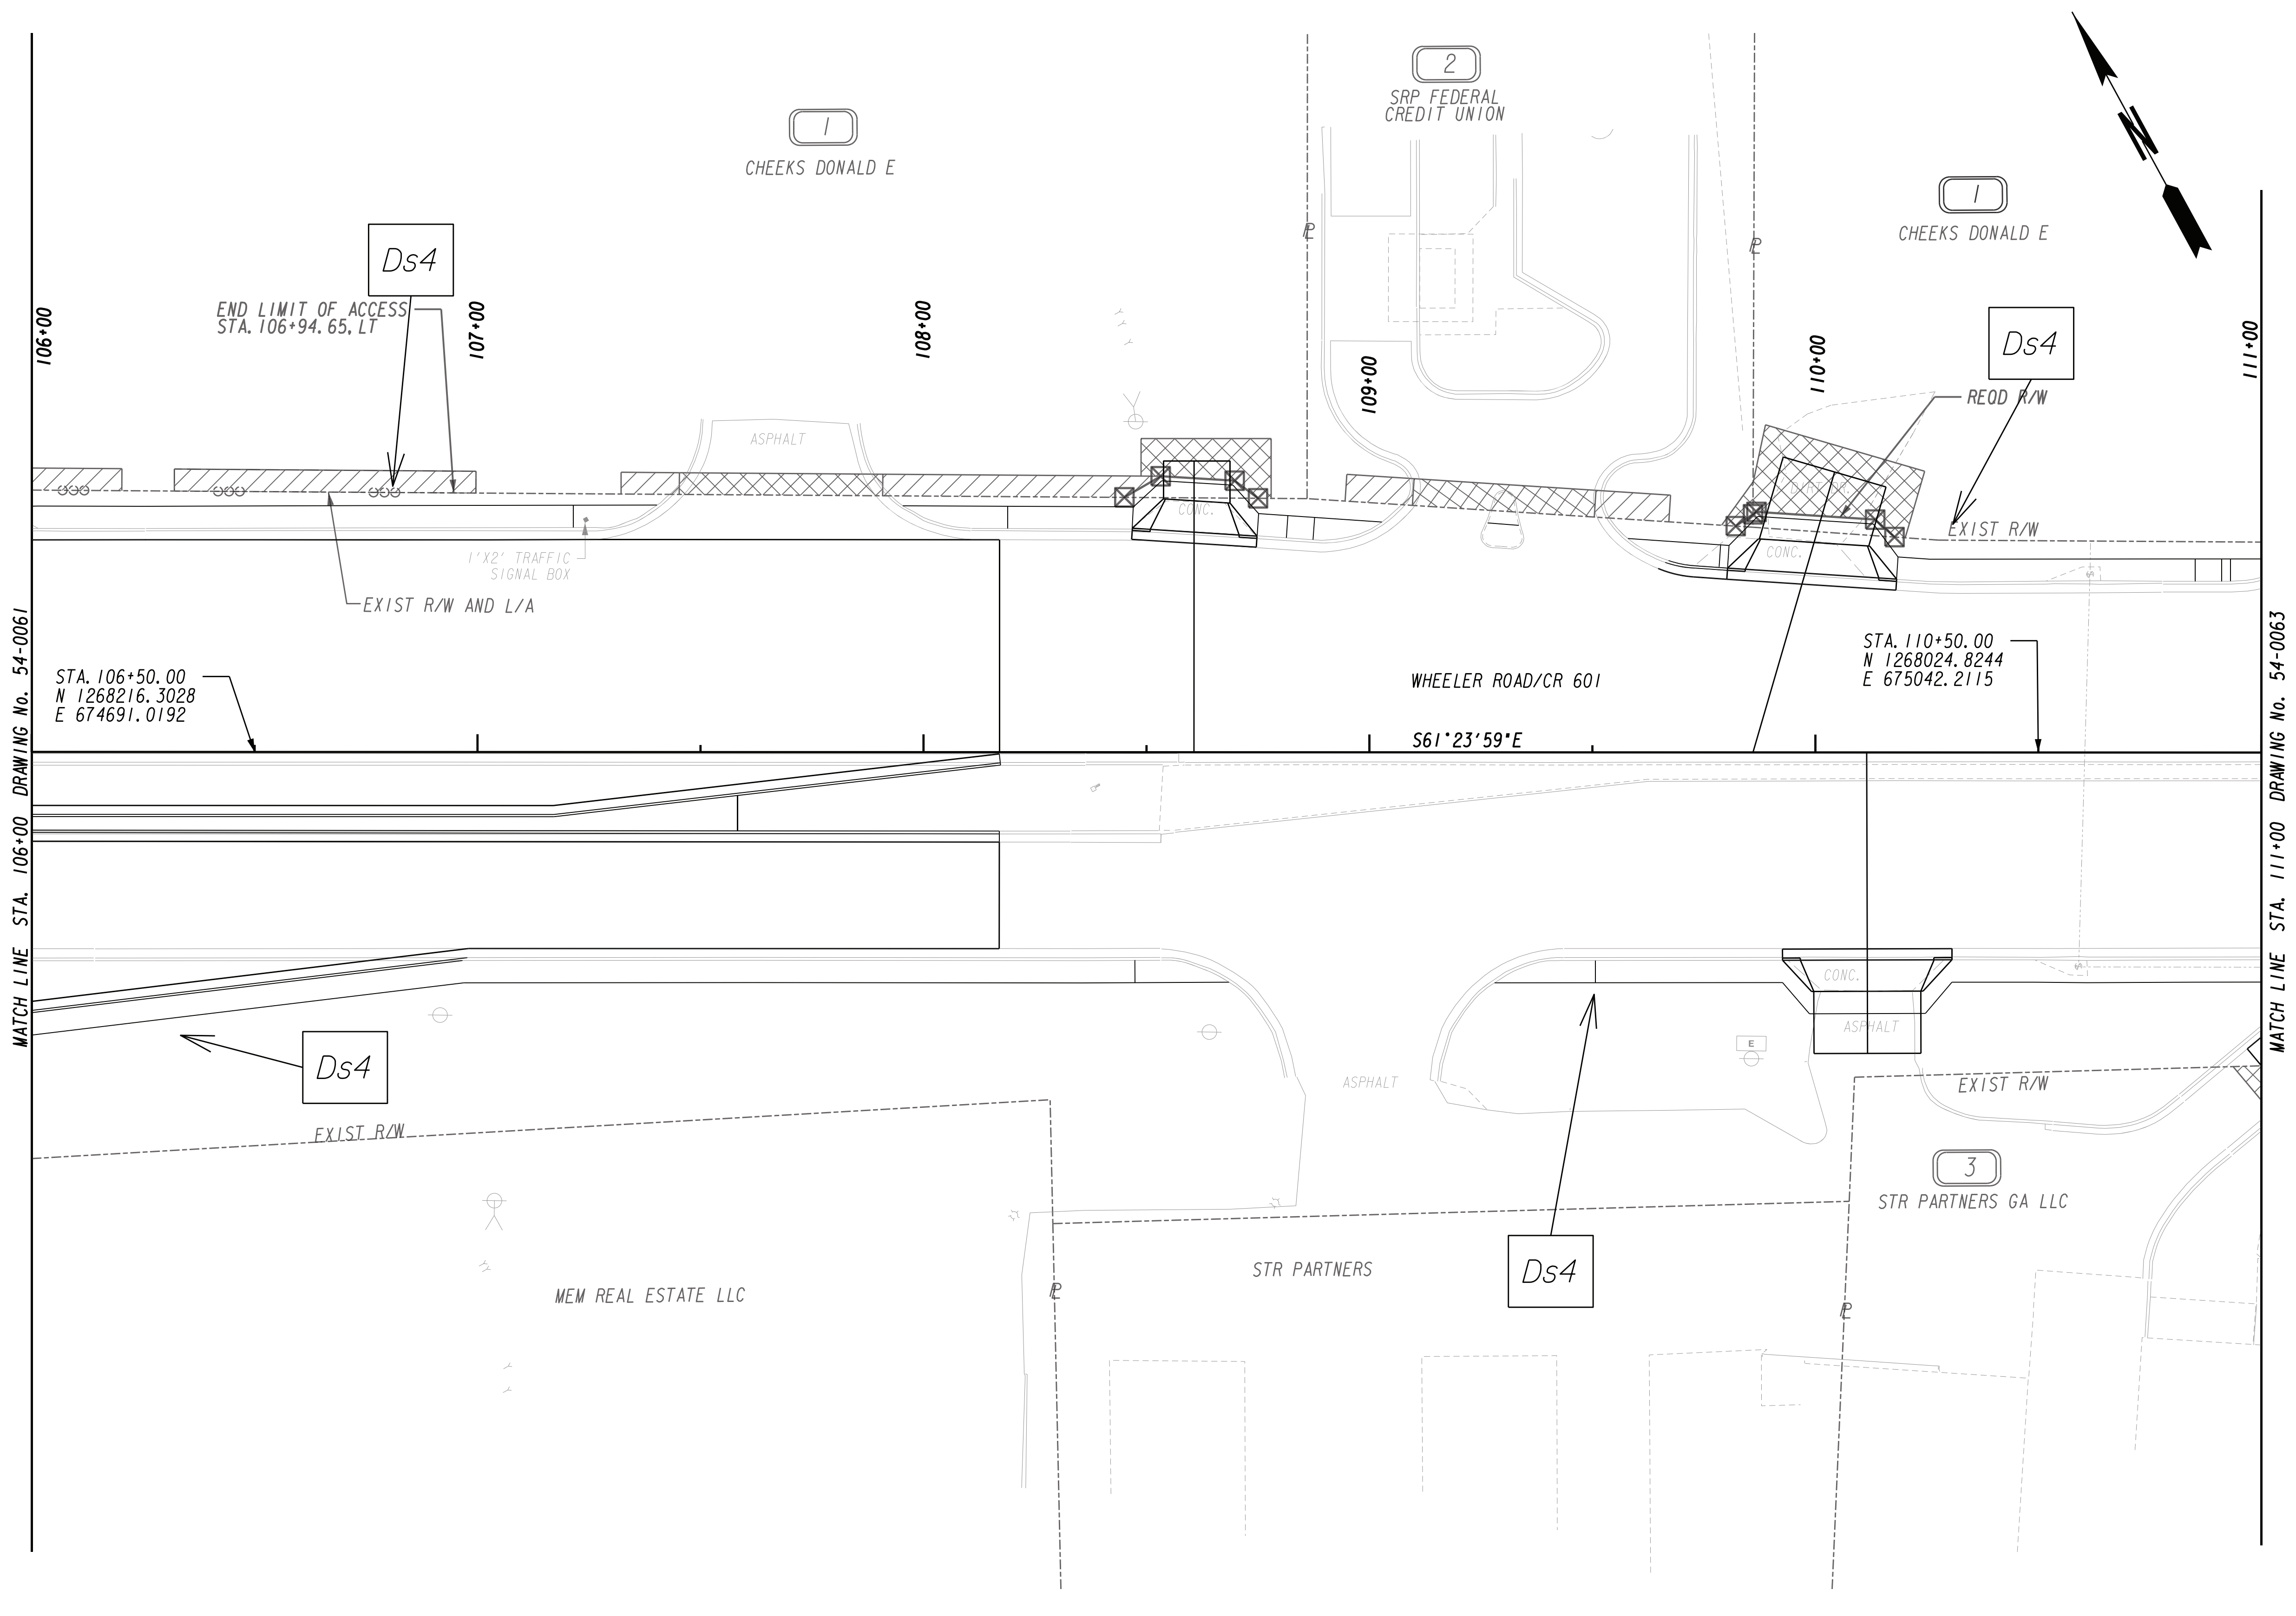 2
SRP FEDERAL
CREDIT UNION
1
CHEEKS DONALD E
N
1
CHEEKS DONALD E
Ds4
END LIMIT OF ACCESS
STA. 106+94.65, LT
106+00
107+00
108+00
109+00
110+00
111+00
PL
PL
Ds4
REQD R/W
ASPHALT
CONC.
CONC.
EXIST R/W
1'X2' TRAFFIC
SIGNAL BOX
EXIST R/W AND L/A
STA. 106+50.00
N 1268216.3028
E 674691.0192
WHEELER ROAD/CR 601
STA. 110+50.00
N 1268024.8244
E 675042.2115
S61°23'59"E
MATCH LINE STA. 106+00 DRAWING No. 54-0061
MATCH LINE STA. 111+00 DRAWING No. 54-0063
CONC.
ASPHALT
E
Ds4
ASPHALT
EXIST R/W
EXIST R/W
3
STR PARTNERS GA LLC
STR PARTNERS
Ds4
MEM REAL ESTATE LLC
PL
PL